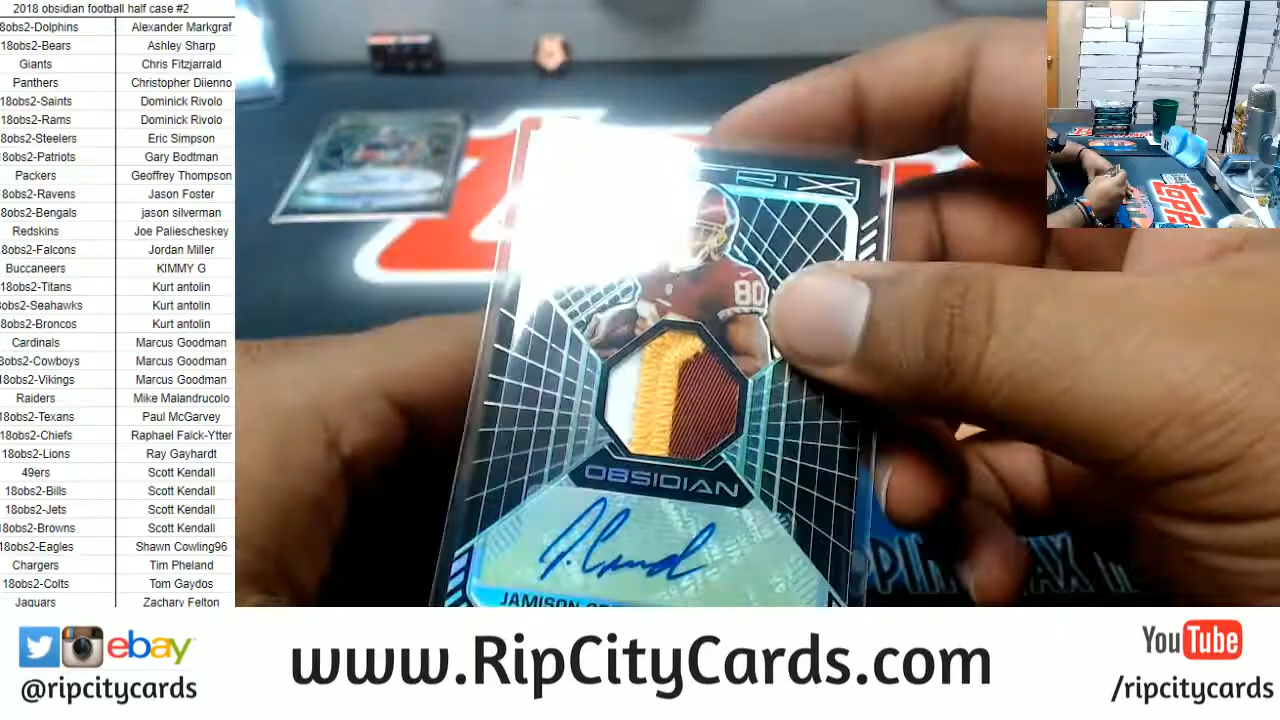 2018 obsidian football half case #2
8obs2-Dolphins Alexander Markgraf
18obs2-Bears Ashley Sharp
Giants Chris Fitzjarrald
Panthers Christopher Diienno
18obs2-Saints Dominick Rivolo
18obs2-Rams Dominick Rivolo
8obs2-Steelers Eric Simpson
18obs2-Patriots Gary Bodtman
Packers Geoffrey Thompson
8obs2-Ravens Jason Foster
8obs2-Bengals jason silverman
Redskins Joe Paliescheskey
8obs2-Falcons Jordan Miller
Buccaneers KIMMY G
18obs2-Titans Kurt antolin
8obs2-Seahawks Kurt antolin
8obs2-Broncos Kurt antolin
Cardinals Marcus Goodman
8obs2-Cowboys Marcus Goodman
18obs2-Vikings Marcus Goodman
Raiders Mike Malandrucolo
18obs2-Texans Paul McGarvey
18obs2-Chiefs Raphael Falck-Ytter
18obs2-Lions Ray Gayhardt
49ers Scott Kendall
18obs2-Bills Scott Kendall
18obs2-Jets Scott Kendall
8obs2-Browns Scott Kendall
18obs2-Eagles Shawn Cowling96
Chargers Tim Pheland
18obs2-Colts Tom Gaydos
Jaguars Zachary Felton
TRIX
80
OBSIDIAN
JAMISON
topps
ebay
@ripcitycards
www.RipCityCards.com
YouTube
/ripcitycards